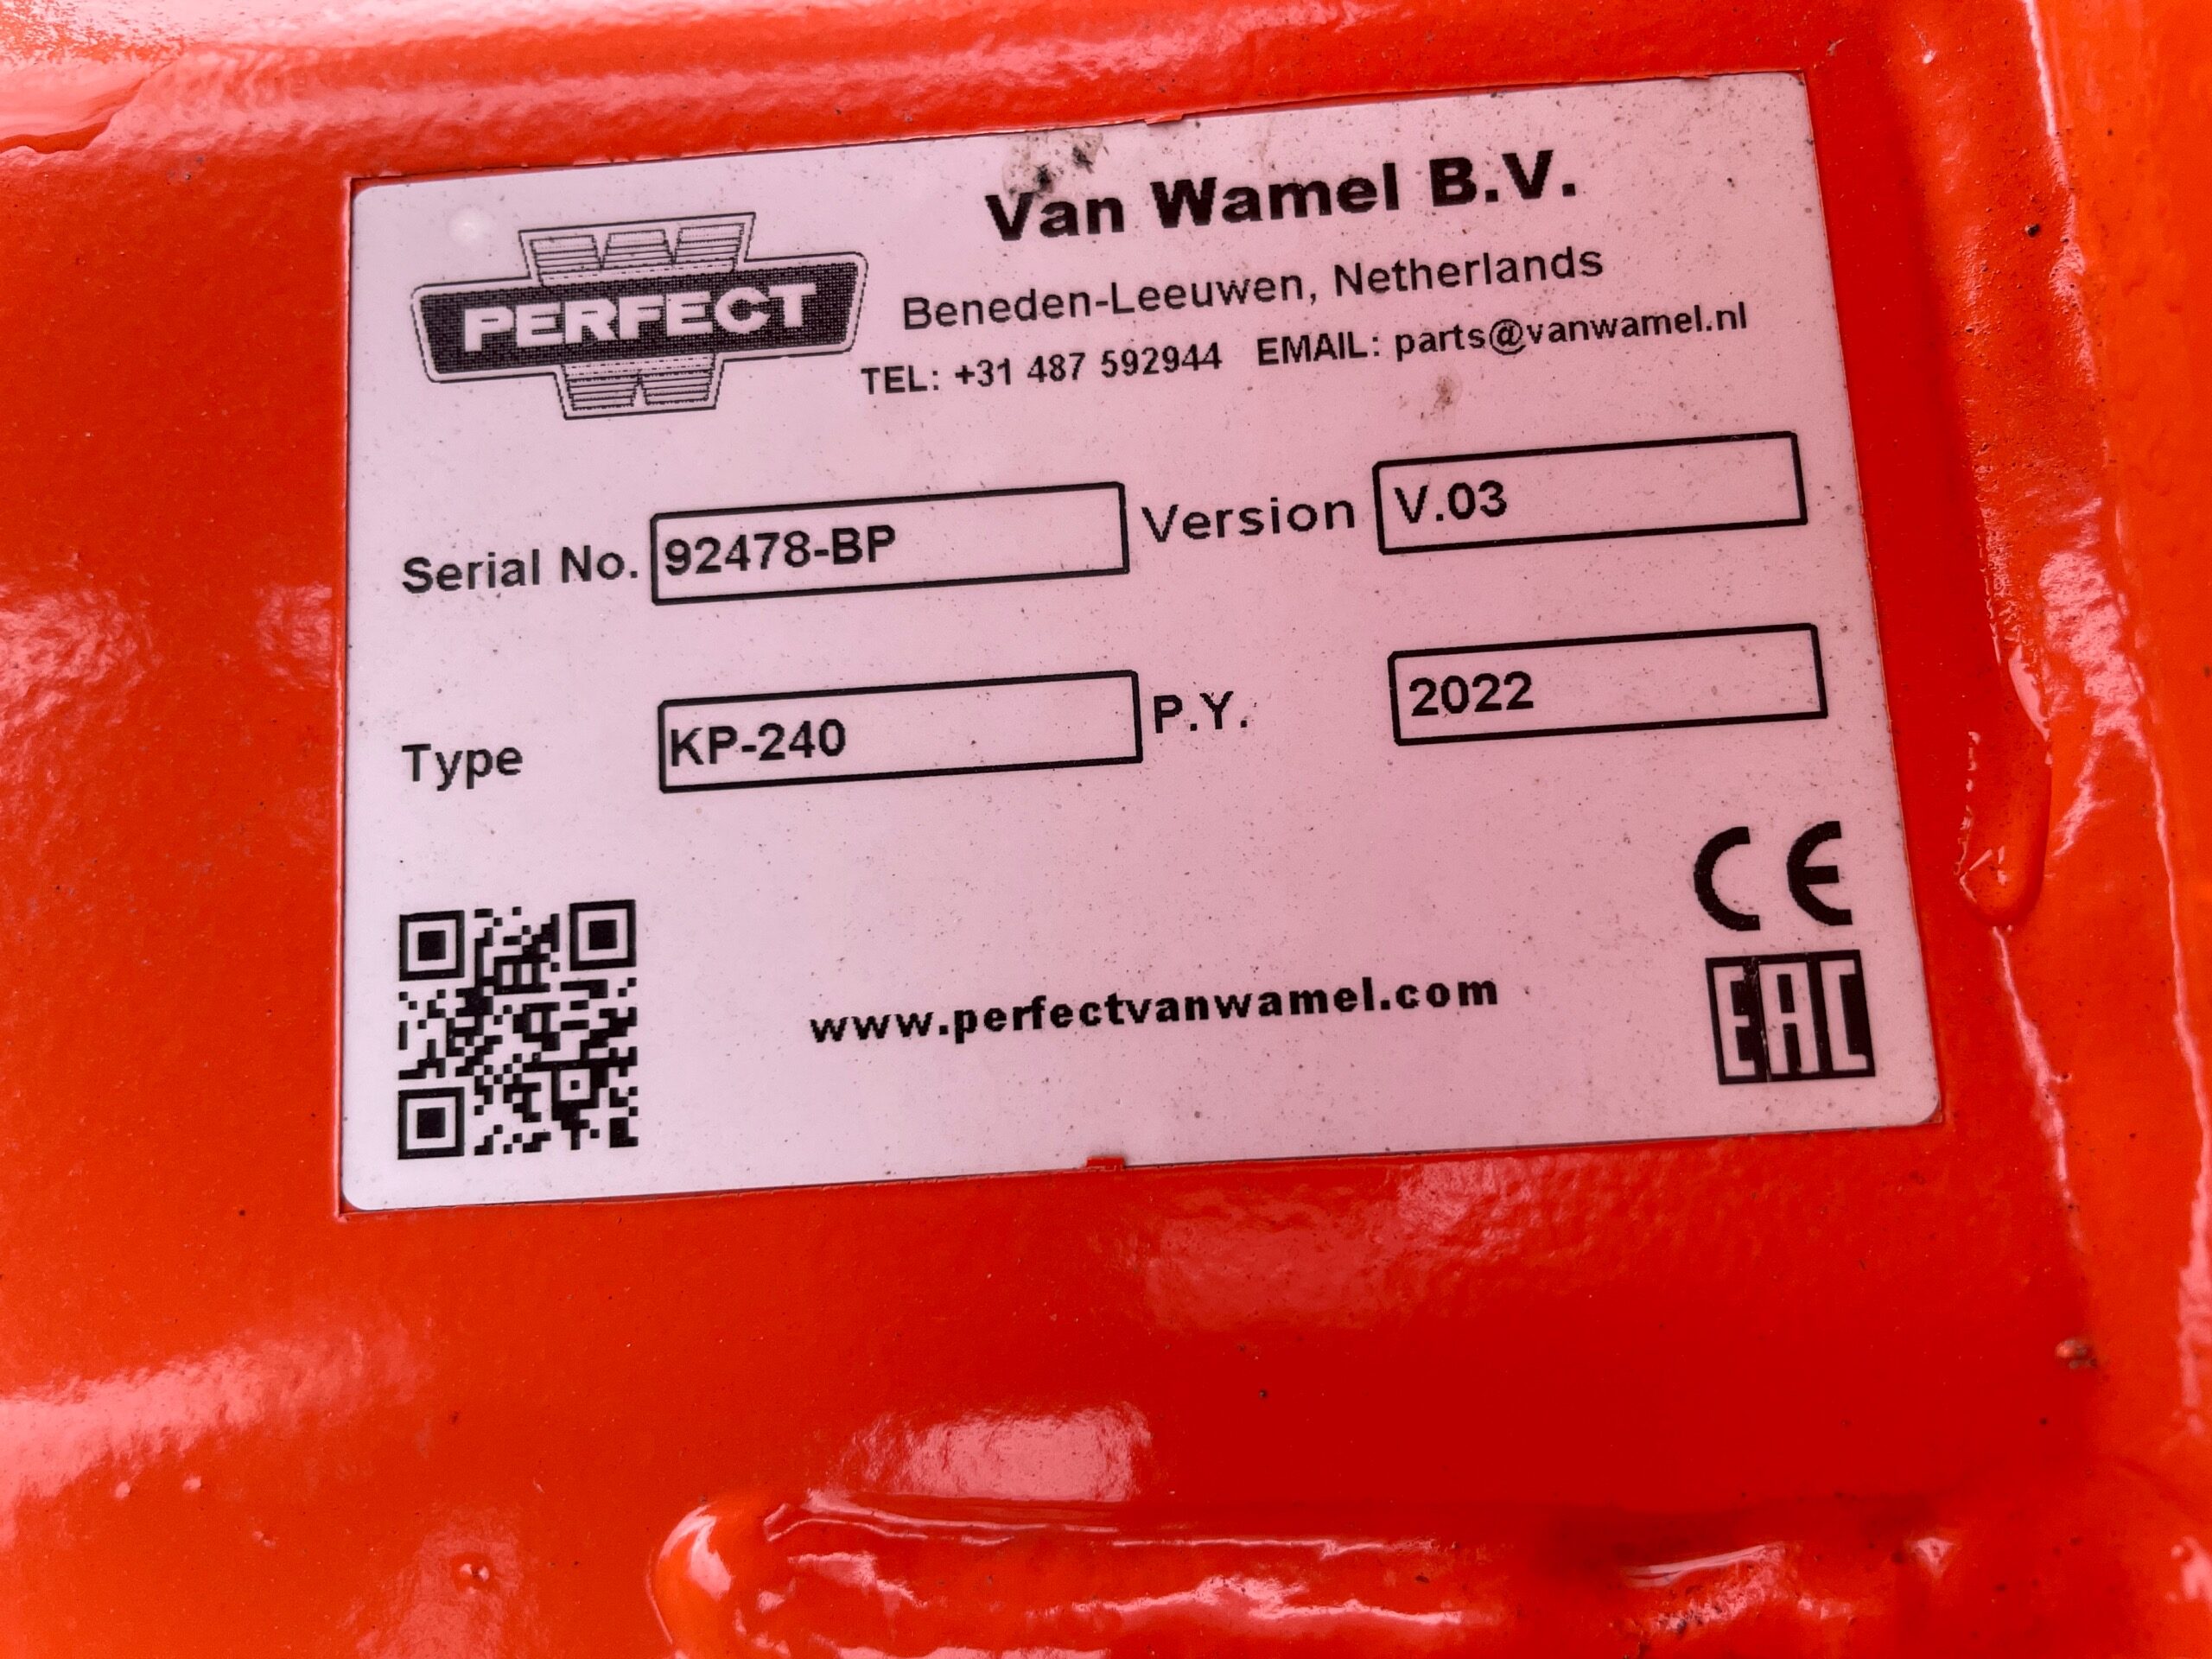 PERFECT
Van Wamel B.V.
Beneden-Leeuwen, Netherlands
TEL: +31 487 592944 EMAIL: parts@vanwamel.nl
Serial No. 92478-BP Version V.03
Type KP-240 P.Y. 2022
CE
EAC
www.perfectvanwamel.com